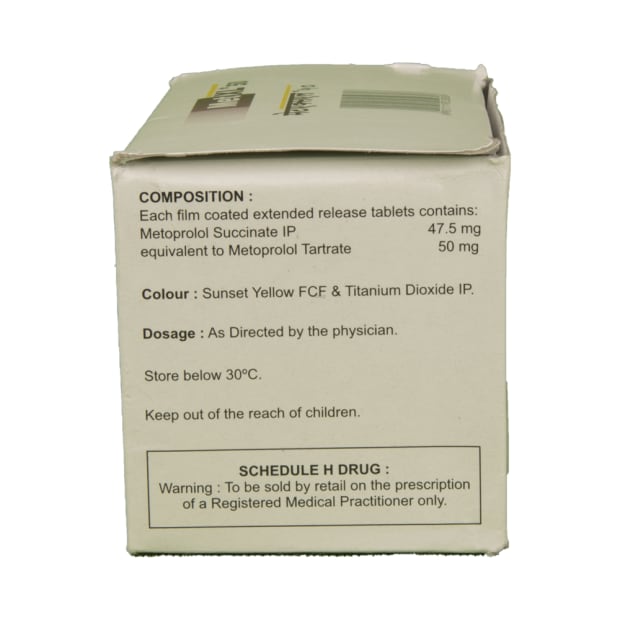 COMPOSITION :
Each film coated extended release tablets contains:
Metoprolol Succinate IP 47.5 mg
equivalent to Metoprolol Tartrate 50 mg
Colour : Sunset Yellow FCF & Titanium Dioxide IP.
Dosage : As Directed by the physician.
Store below 30ºC.
Keep out of the reach of children.
SCHEDULE H DRUG :
Warning : To be sold by retail on the prescription
of a Registered Medical Practitioner only.